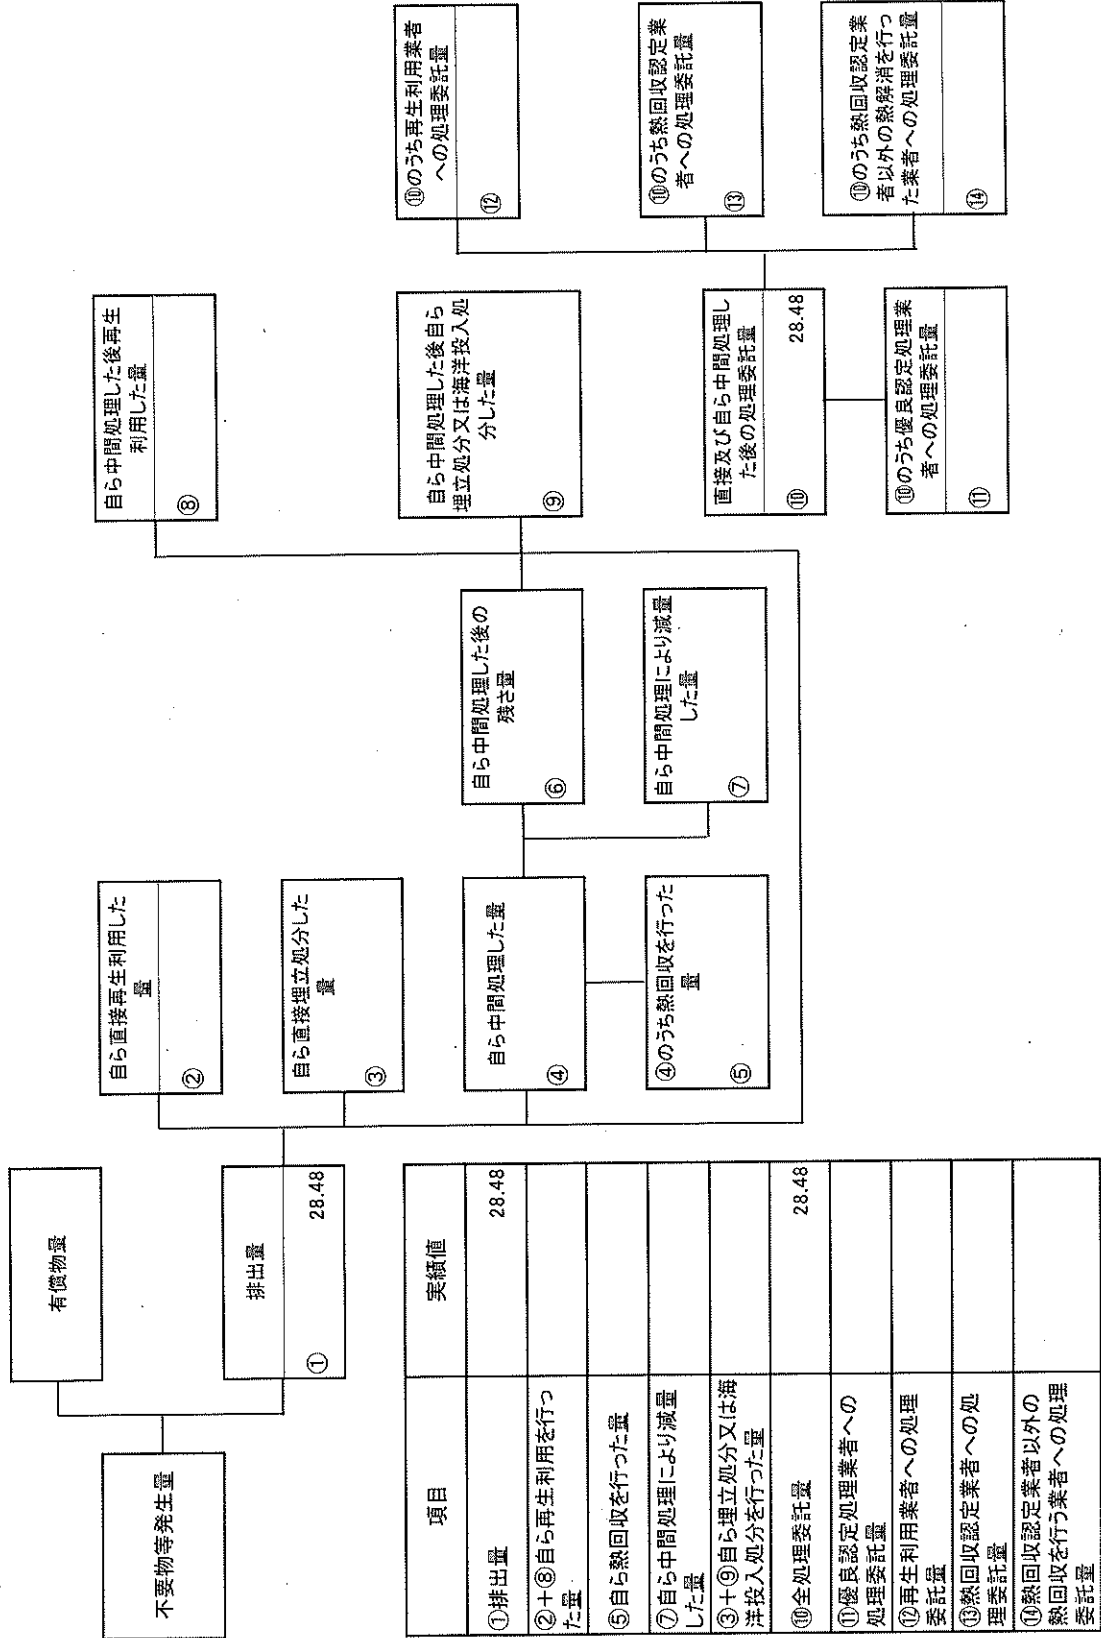 不要物等発生量
有償物量
排出量
①
28.48
自ら直接再生利用した
量
②
自ら直接埋立処分した
量
③
自ら中間処理した量
④
④のうち熱回収を行った
量
⑤
自ら中間処理した後の
残さ量
⑥
自ら中間処理により減量
した量
⑦
自ら中間処理した後再生
利用した量
⑧
自ら中間処理した後自ら
埋立処分又は海洋投入処
分した量
⑨
直接及び自ら中間処理し
た後の処理委託量
⑩
28.48
⑩のうち優良認定処理業
者への処理委託量
⑪
⑩のうち再生利用業者
への処理委託量
⑫
⑩のうち熱回収認定業
者への処理委託量
⑬
⑩のうち熱回収認定業
者以外の熱解消を行っ
た業者への処理委託量
⑭
項目
実績値
①排出量
28.48
②+⑧自ら再生利用を行っ
た量
⑤自ら熱回収を行った量
⑦自ら中間処理により減量
した量
③+⑨自ら埋立処分又は海
洋投入処分を行った量
⑩全処理委託量
28.48
⑪優良認定処理業者への
処理委託量
⑫再生利用業者への処理
委託量
⑬熱回収認定業者への処
理委託量
⑭熱回収認定業者以外の
熱回収を行う業者への処理
委託量